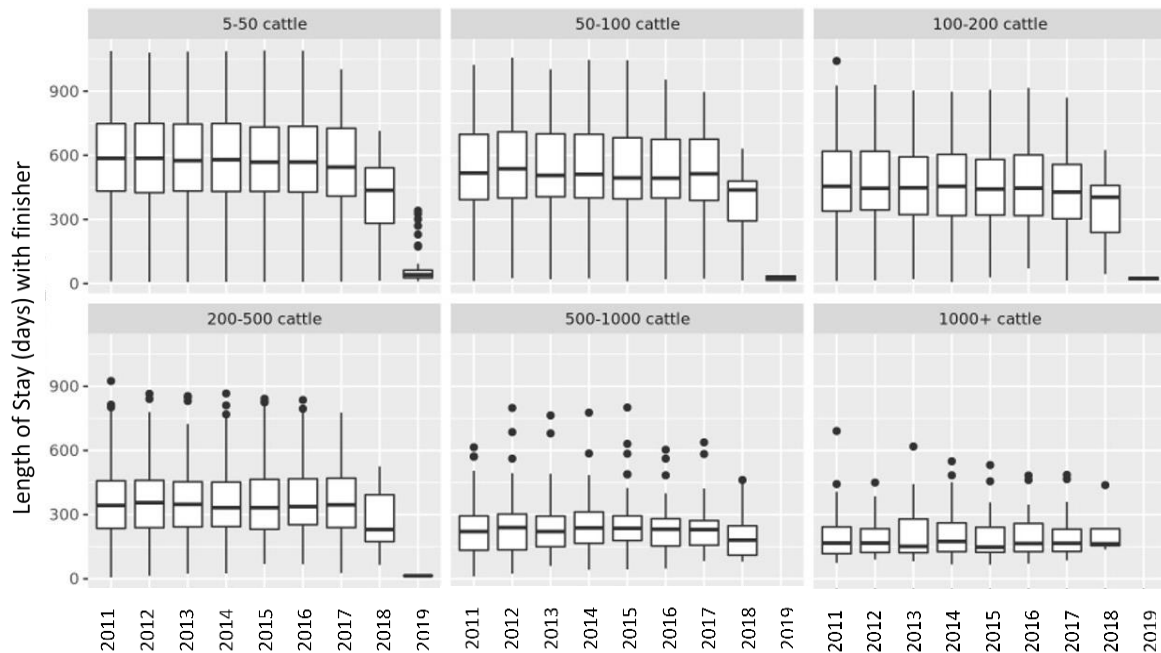 5-50 cattle
50-100 cattle
100-200 cattle
Length of Stay (days) with finisher
900
600
300
0
200-500 cattle
500-1000 cattle
1000+ cattle
900
600
300
0
2011 2012 2013 2014 2015 2016 2017 2018 2019
2011 2012 2013 2014 2015 2016 2017 2018 2019
2011 2012 2013 2014 2015 2016 2017 2018 2019